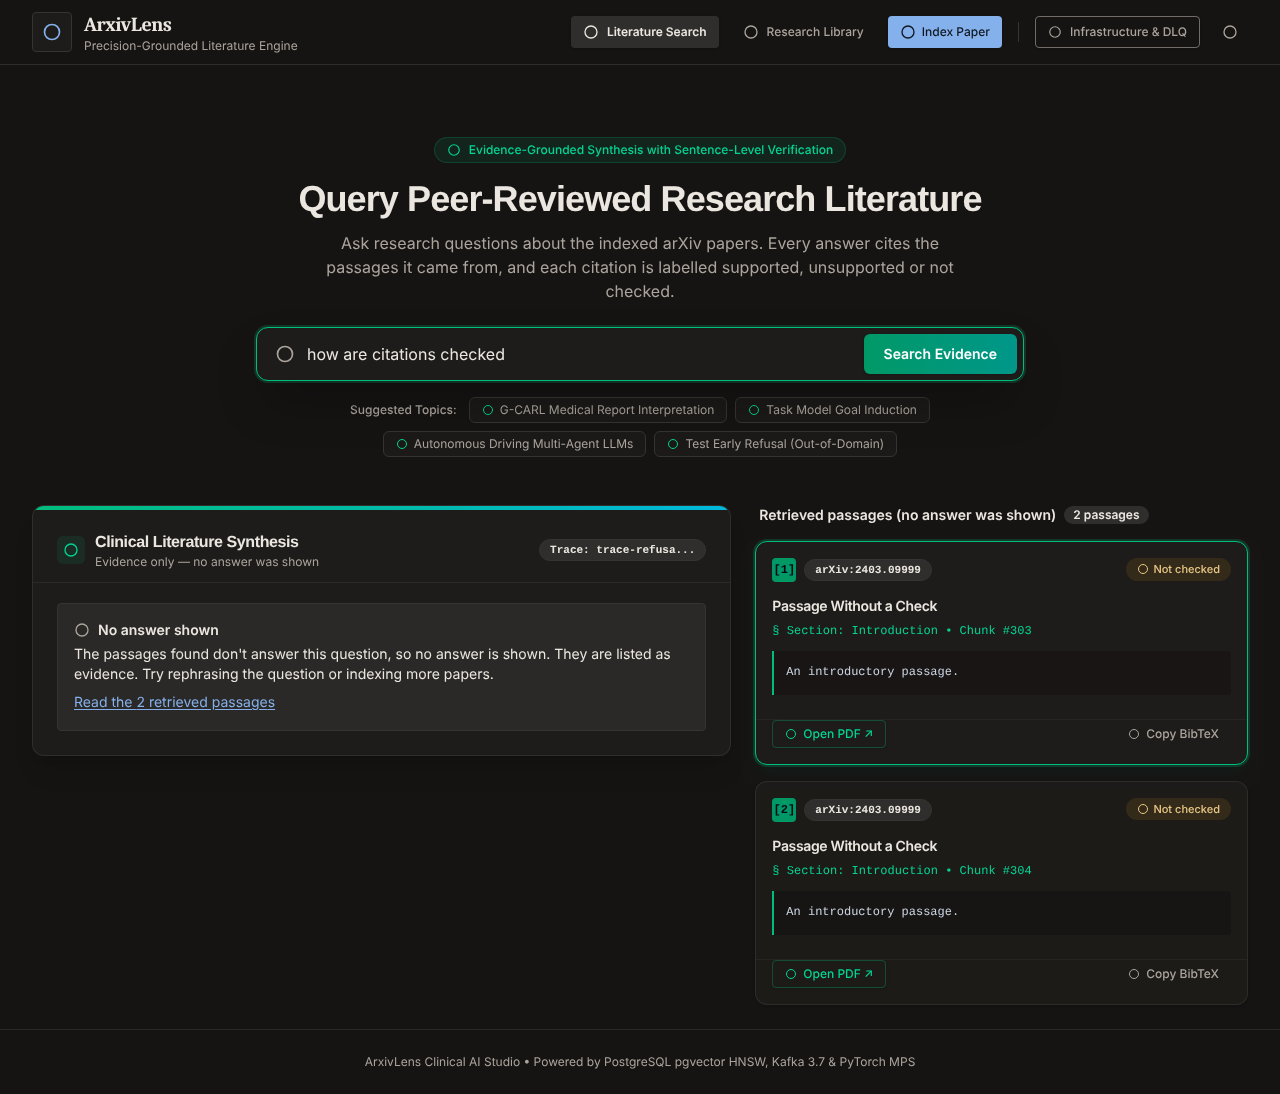 ArxivLens
Precision-Grounded Literature Engine
Literature Search
Research Library
Index Paper
Infrastructure & DLQ
Evidence-Grounded Synthesis with Sentence-Level Verification
Query Peer-Reviewed Research Literature
Ask research questions about the indexed arXiv papers. Every answer cites the
passages it came from, and each citation is labelled supported, unsupported or not
checked.
how are citations checked
Search Evidence
Suggested Topics:
G-CARL Medical Report Interpretation
Task Model Goal Induction
Autonomous Driving Multi-Agent LLMs
Test Early Refusal (Out-of-Domain)
Clinical Literature Synthesis
Evidence only — no answer was shown
Trace: trace-refusa...
No answer shown
The passages found don't answer this question, so no answer is shown. They are listed as
evidence. Try rephrasing the question or indexing more papers.
Read the 2 retrieved passages
Retrieved passages (no answer was shown)
2 passages
[1]
arXiv:2403.09999
Not checked
Passage Without a Check
§ Section: Introduction • Chunk #303
An introductory passage.
Open PDF ↗
Copy BibTeX
[2]
arXiv:2403.09999
Not checked
Passage Without a Check
§ Section: Introduction • Chunk #304
An introductory passage.
Open PDF ↗
Copy BibTeX
ArxivLens Clinical AI Studio • Powered by PostgreSQL pgvector HNSW, Kafka 3.7 & PyTorch MPS